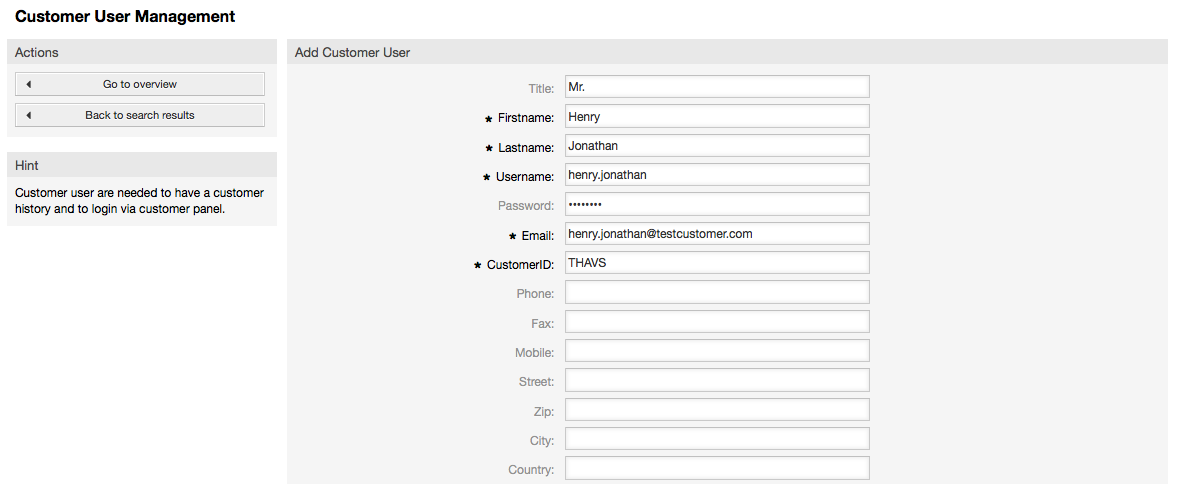 Customer User Management
Actions
Go to overview
Back to search results
Hint
Customer user are needed to have a customer
history and to login via customer panel.
Add Customer User
Title: Mr.
* Firstname: Henry
* Lastname: Jonathan
* Username: henry.jonathan
Password: ••••••••
* Email: henry.jonathan@testcustomer.com
* CustomerID: THAVS
Phone:
Fax:
Mobile:
Street:
Zip:
City:
Country: